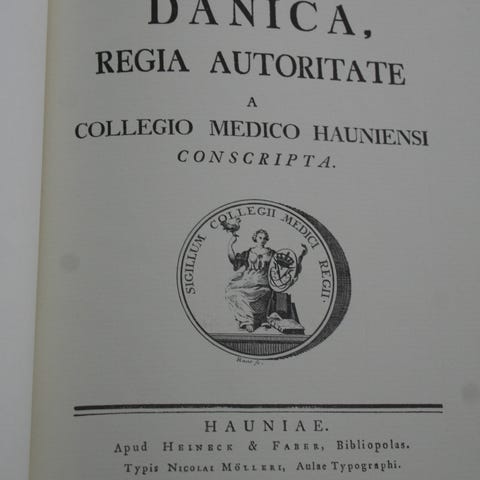 DANICA,
REGIA AUTORITATE
A
COLLEGIO MEDICO HAUNIENSI
CONSCRIPTA.
SIGILLUM COLLEGII MEDICI REGII.
HAUNIAE.
Apud HEINECK & FABER, Bibliopolas.
Typis NICOLAI MÖLLERI, Aulae Typographi.